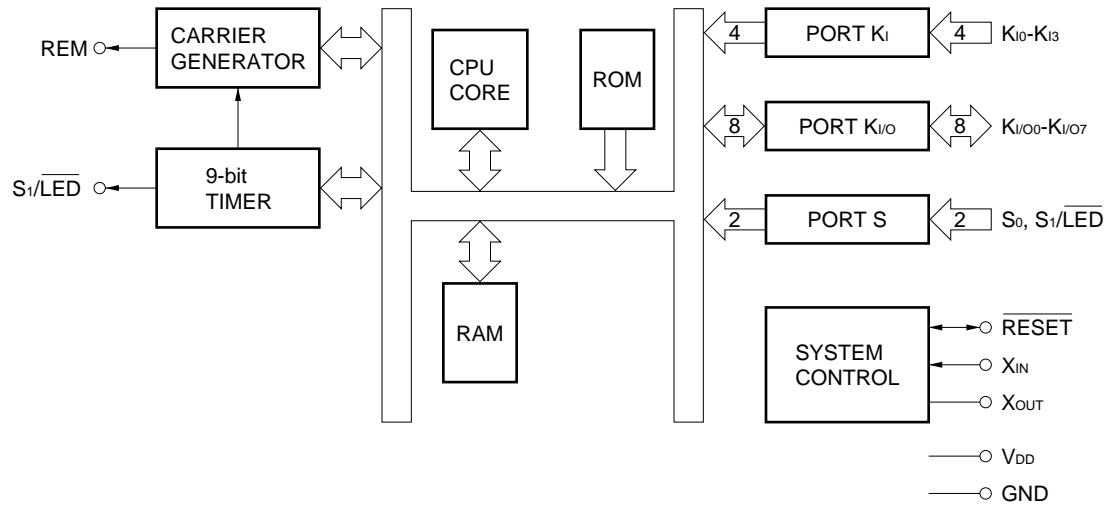 REM
CARRIER
GENERATOR
S1/LED
9-bit
TIMER
CPU
CORE
ROM
RAM
4
PORT KI
4
KI0-KI3
8
PORT KI/O
8
KI/O0-KI/O7
2
PORT S
2
S0, S1/LED
SYSTEM
CONTROL
RESET
XIN
XOUT
VDD
GND